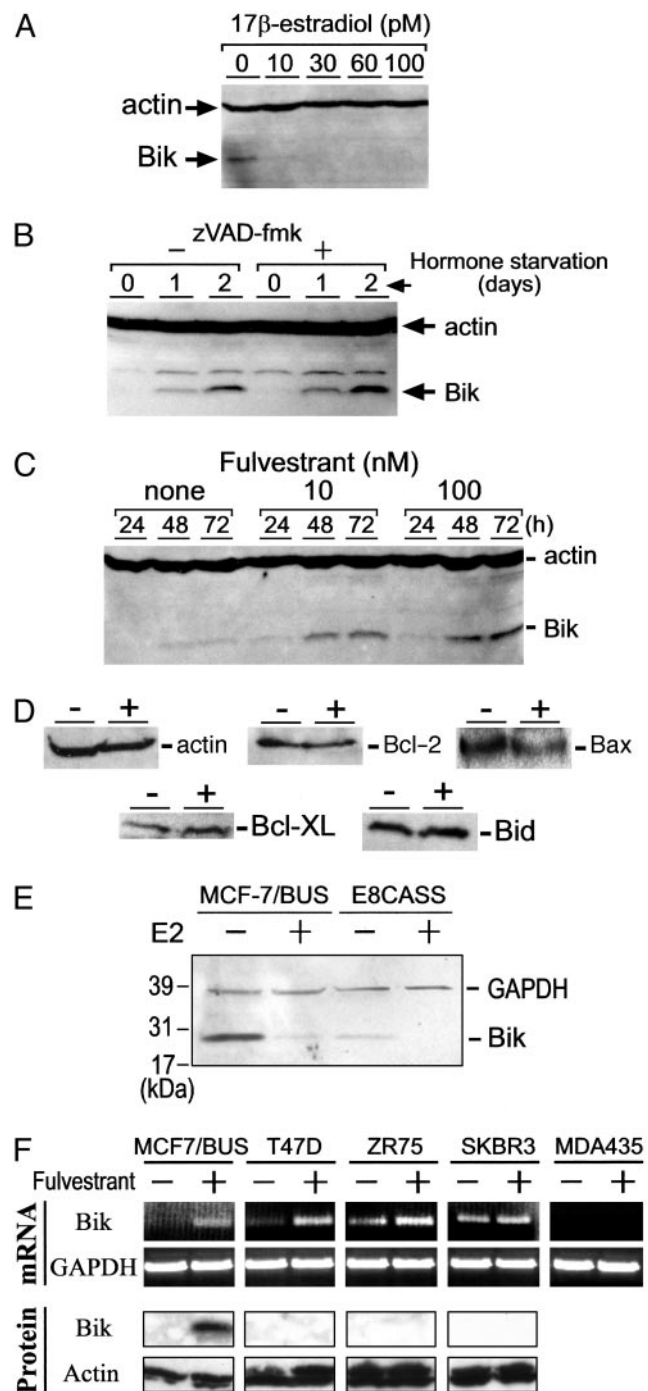 A
17β-estradiol (pM)
0 10 30 60 100
actin
Bik
B
zVAD-fmk
− +
0 1 2 0 1 2
Hormone starvation
(days)
actin
Bik
C
Fulvestrant (nM)
none 10 100
24 48 72 24 48 72 24 48 72 (h)
actin
Bik
D
- + - + - +
actin Bcl-2 Bax
- + - +
Bcl-XL Bid
E
MCF-7/BUS E8CASS
E2 − + − +
39 GAPDH
31 Bik
17
(kDa)
F
MCF7/BUS T47D ZR75 SKBR3 MDA435
Fulvestrant − + − + − + − + − +
mRNA
Bik
GAPDH
Protein
Bik
Actin